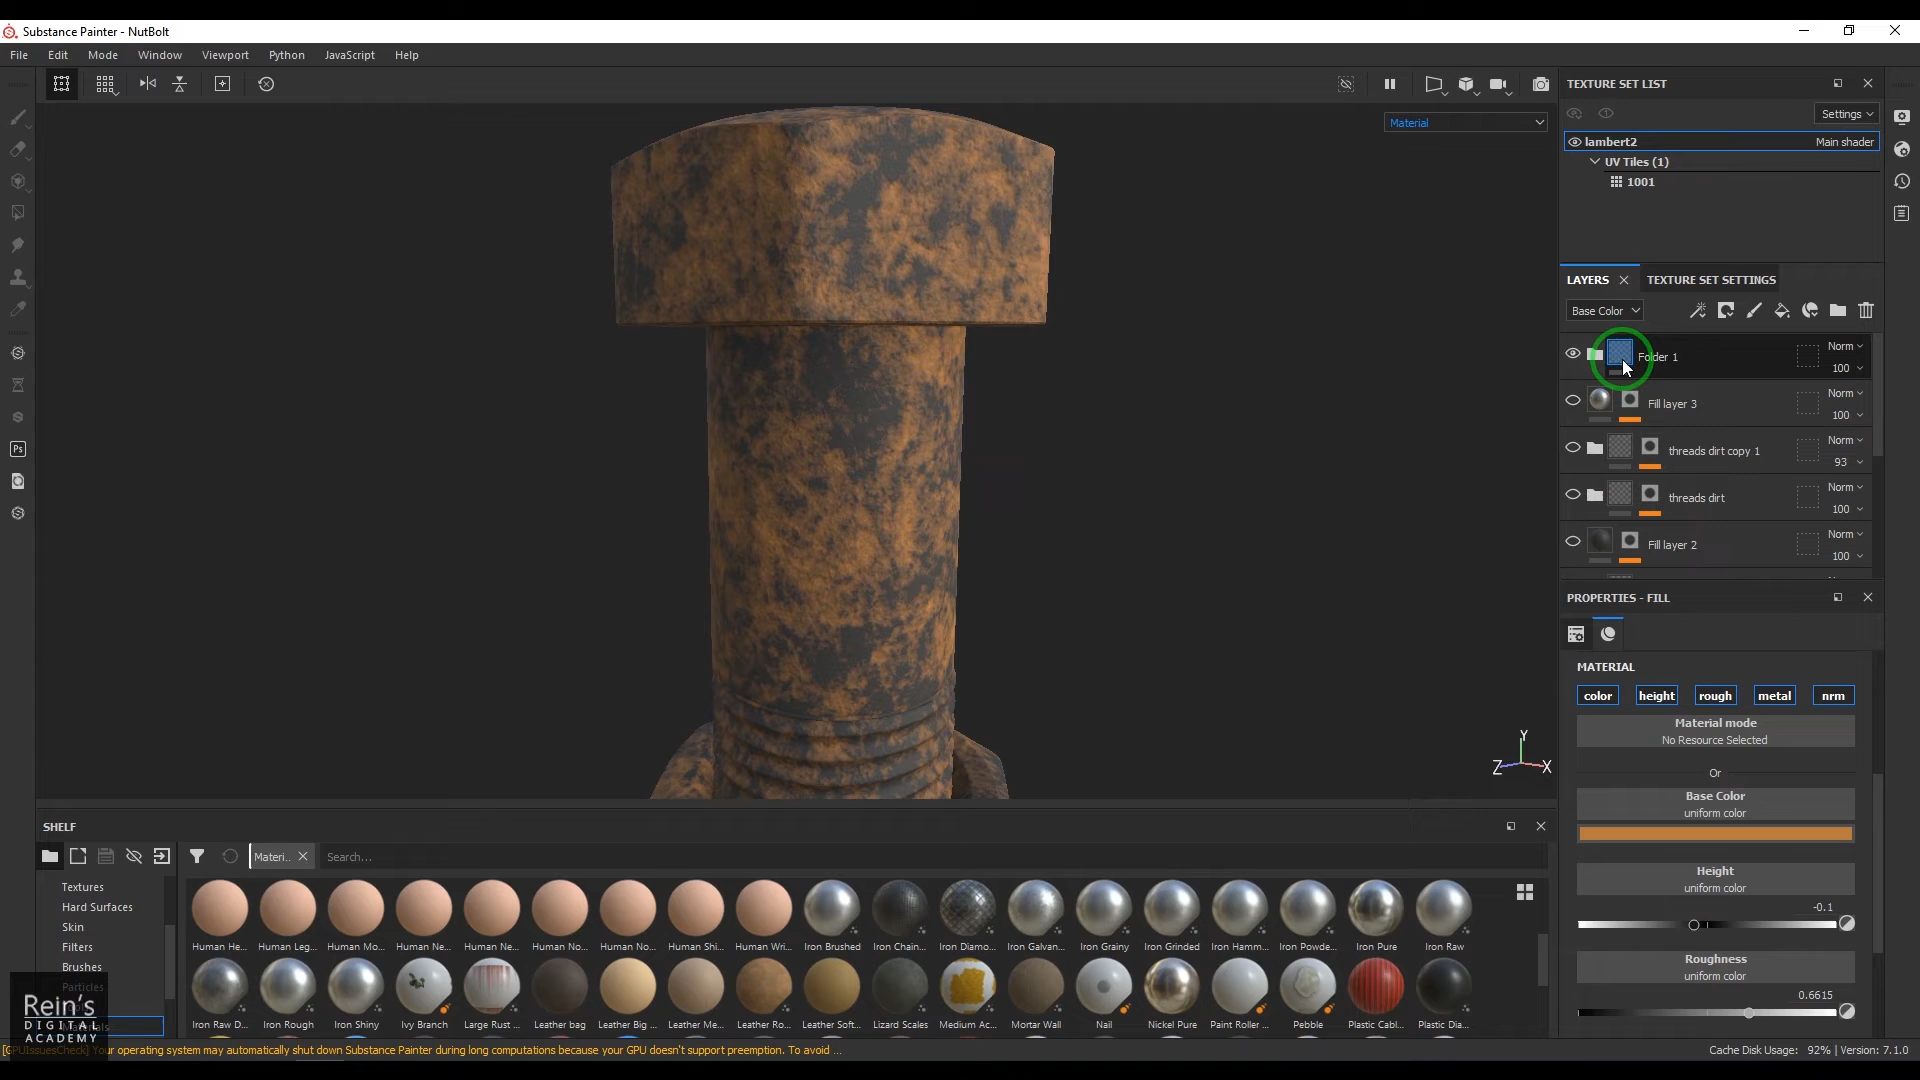 Substance Painter - NutBolt
File Edit Mode Window Viewport Python JavaScript Help
Material
TEXTURE SET LIST
Settings
lambert2 Main shader
UV Tiles (1)
1001
LAYERS TEXTURE SET SETTINGS
Base Color
Folder 1 Norm 100
Fill layer 3 Norm 100
threads dirt copy 1 Norm 93
threads dirt Norm 100
Fill layer 2 Norm 100
PROPERTIES - FILL
MATERIAL
color height rough metal nrm
Material mode
No Resource Selected
Or
Base Color
uniform color
Height
uniform color
-0.1
Roughness
uniform color
0.6615
Y
Z X
Ps
SHELF
Materi.. Search...
Textures
Hard Surfaces
Skin
Filters
Brushes
Particles
Human He... Human Leg... Human Mo... Human Ne... Human Ne... Human No... Human No... Human Shi... Human Wri... Iron Brushed Iron Chain... Iron Diamo... Iron Galvan... Iron Grainy Iron Grinded Iron Hamm... Iron Powde... Iron Pure Iron Raw
Iron Raw D... Iron Rough Iron Shiny Ivy Branch Large Rust ... Leather bag Leather Big ... Leather Me... Leather Ro... Leather Soft... Lizard Scales Medium Ac... Mortar Wall Nail Nickel Pure Paint Roller ... Pebble Plastic Cabl... Plastic Dia...
Rein's
DIGITAL
ACADEMY
[GPUIssuesCheck] Your operating system may automatically shut down Substance Painter during long computations because your GPU doesn't support preemption. To avoid ...
Cache Disk Usage: 92% | Version: 7.1.0